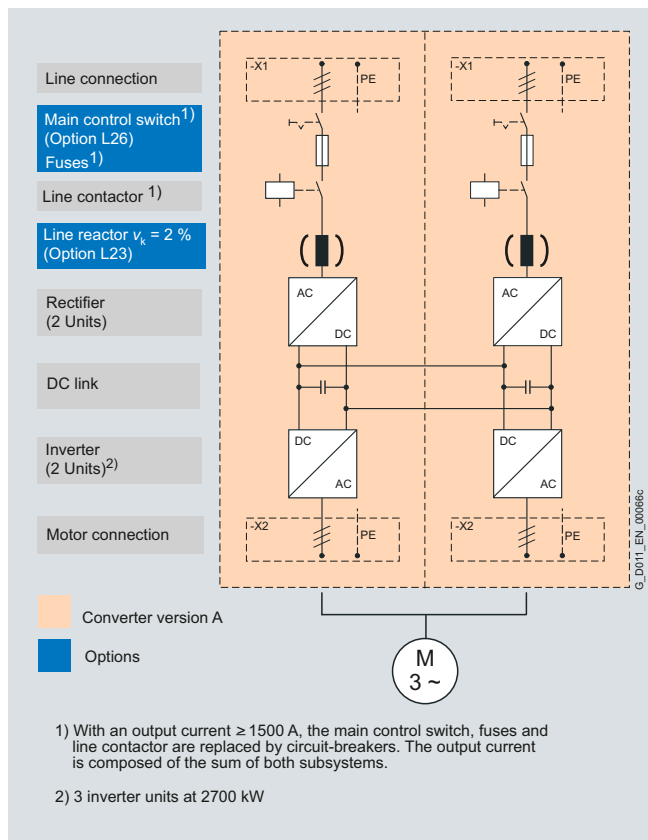 Line connection
Main control switch1)
(Option L26)
Fuses1)
Line contactor 1)
Line reactor vk = 2 %
(Option L23)
Rectifier
(2 Units)
DC link
Inverter
(2 Units)2)
Motor connection
-X1
PE
-X1
PE
AC
DC
AC
DC
DC
AC
DC
AC
-X2
PE
-X2
PE
G_D011_EN_00066c
Converter version A
Options
M
3 ~
1) With an output current ≥ 1500 A, the main control switch, fuses and
line contactor are replaced by circuit-breakers. The output current
is composed of the sum of both subsystems.
2) 3 inverter units at 2700 kW